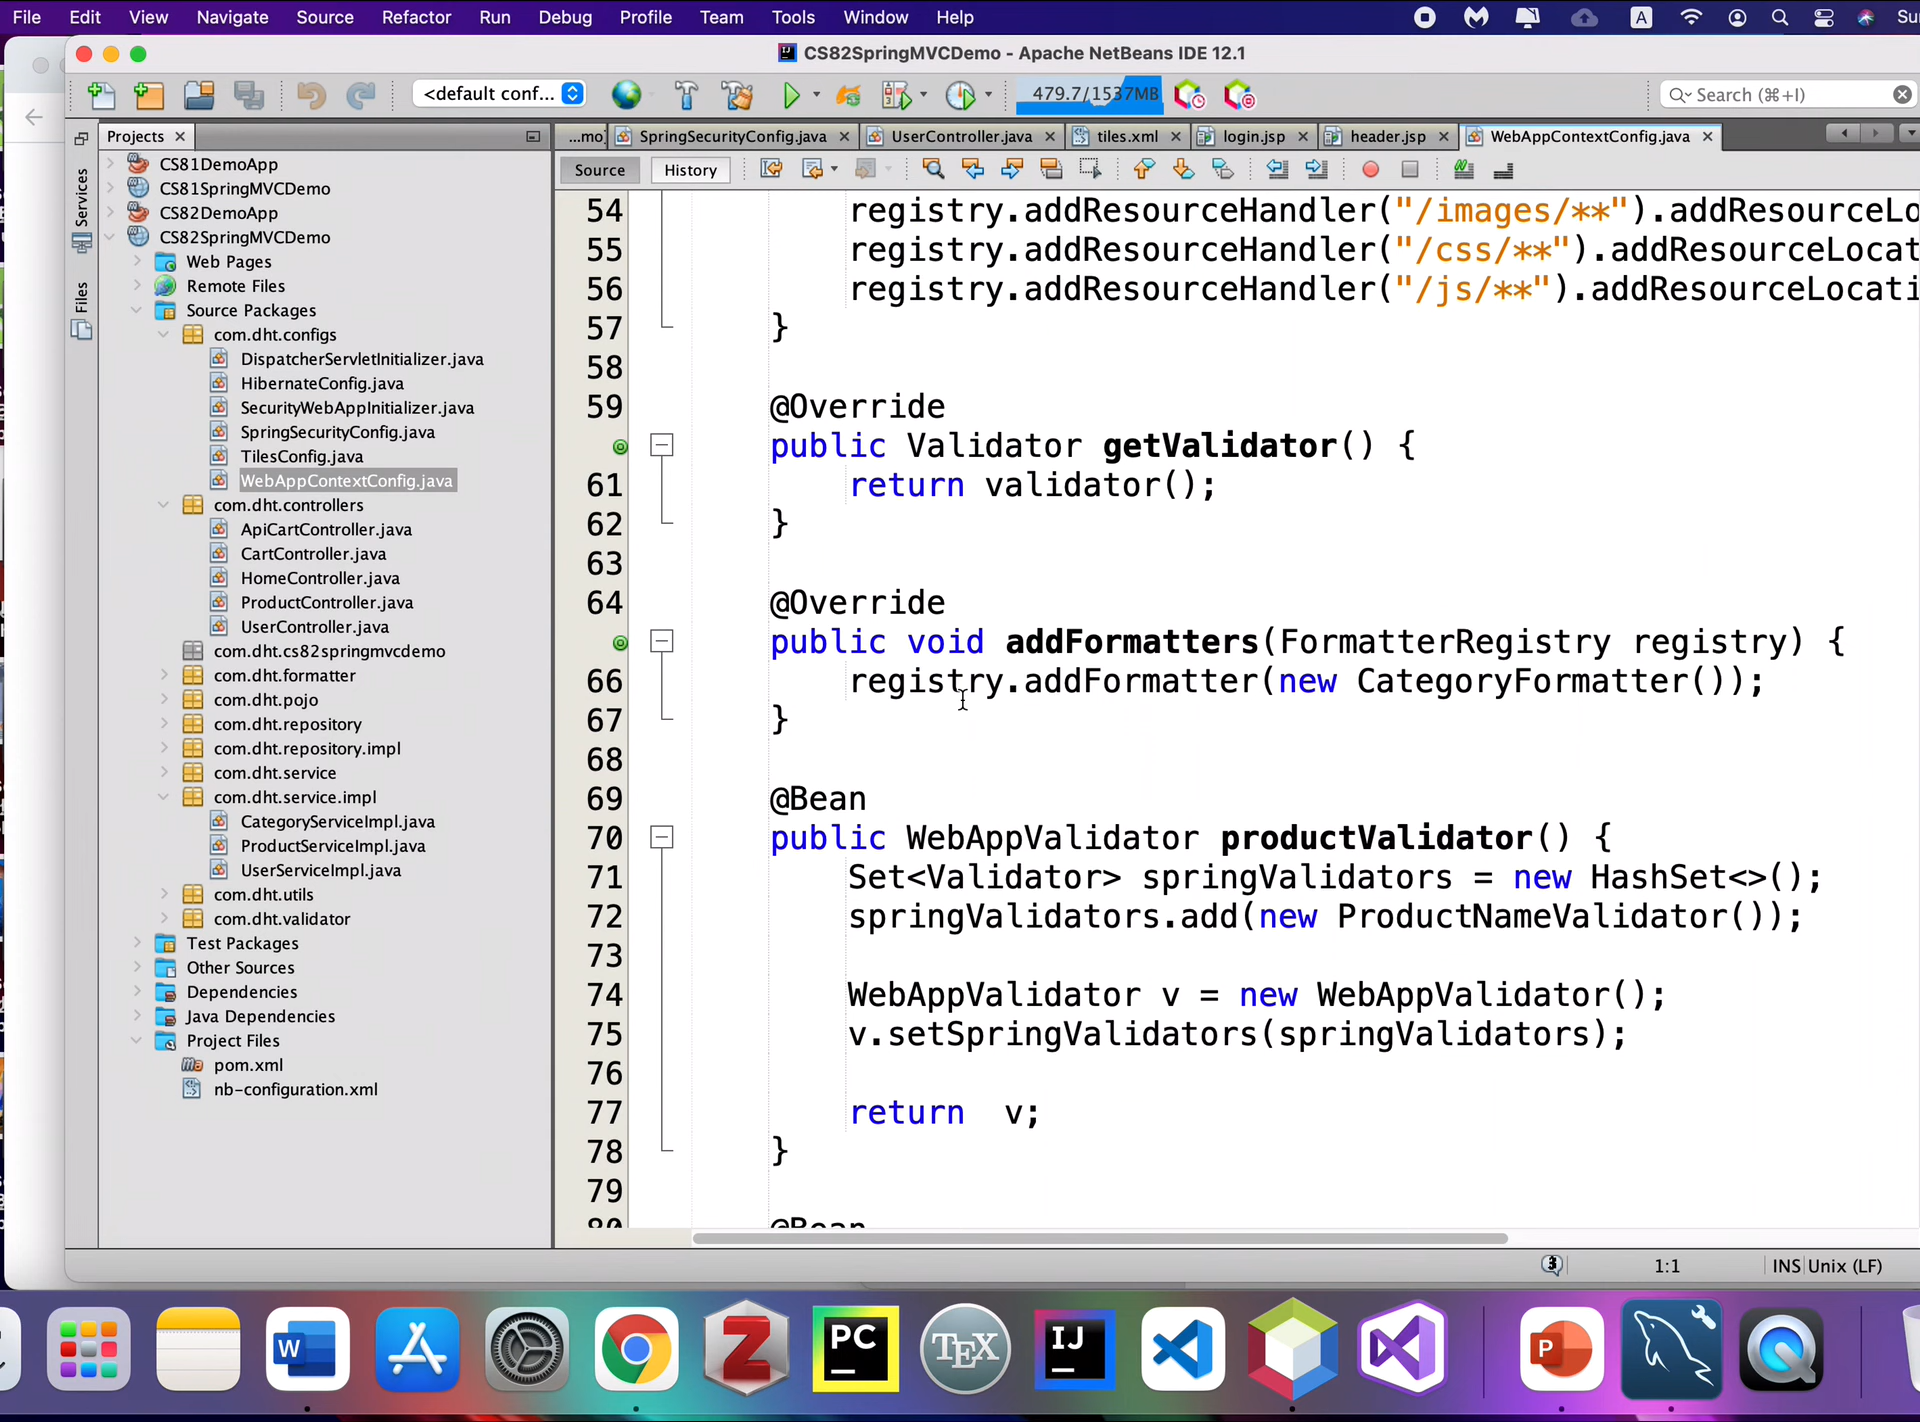 File Edit View Navigate Source Refactor Run Debug Profile Team Tools Window Help
A
CS82SpringMVCDemo - Apache NetBeans IDE 12.1
<default conf...
479.7/1537MB
Search (⌘+I)
Projects
SpringSecurityConfig.java
UserController.java
tiles.xml
login.jsp
header.jsp
WebAppContextConfig.java
Source
History
Services
Files
CS81DemoApp
CS81SpringMVCDemo
CS82DemoApp
CS82SpringMVCDemo
Web Pages
Remote Files
Source Packages
com.dht.configs
DispatcherServletInitializer.java
HibernateConfig.java
SecurityWebAppInitializer.java
SpringSecurityConfig.java
TilesConfig.java
WebAppContextConfig.java
com.dht.controllers
ApiCartController.java
CartController.java
HomeController.java
ProductController.java
UserController.java
com.dht.cs82springmvcdemo
com.dht.formatter
com.dht.pojo
com.dht.repository
com.dht.repository.impl
com.dht.service
com.dht.service.impl
CategoryServiceImpl.java
ProductServiceImpl.java
UserServiceImpl.java
com.dht.utils
com.dht.validator
Test Packages
Other Sources
Dependencies
Java Dependencies
Project Files
pom.xml
nb-configuration.xml
54 registry.addResourceHandler("/images/**").addResourceLo
55 registry.addResourceHandler("/css/**").addResourceLocat
56 registry.addResourceHandler("/js/**").addResourceLocati
57 }
58
59 @Override
public Validator getValidator() {
61 return validator();
62 }
63
64 @Override
public void addFormatters(FormatterRegistry registry) {
66 registry.addFormatter(new CategoryFormatter());
67 }
68
69 @Bean
70 public WebAppValidator productValidator() {
71 Set<Validator> springValidators = new HashSet<>();
72 springValidators.add(new ProductNameValidator());
73
74 WebAppValidator v = new WebAppValidator();
75 v.setSpringValidators(springValidators);
76
77 return v;
78 }
79
80 @Bean
3
1:1
INS Unix (LF)
W
Z
PC
TEX
IJ
P